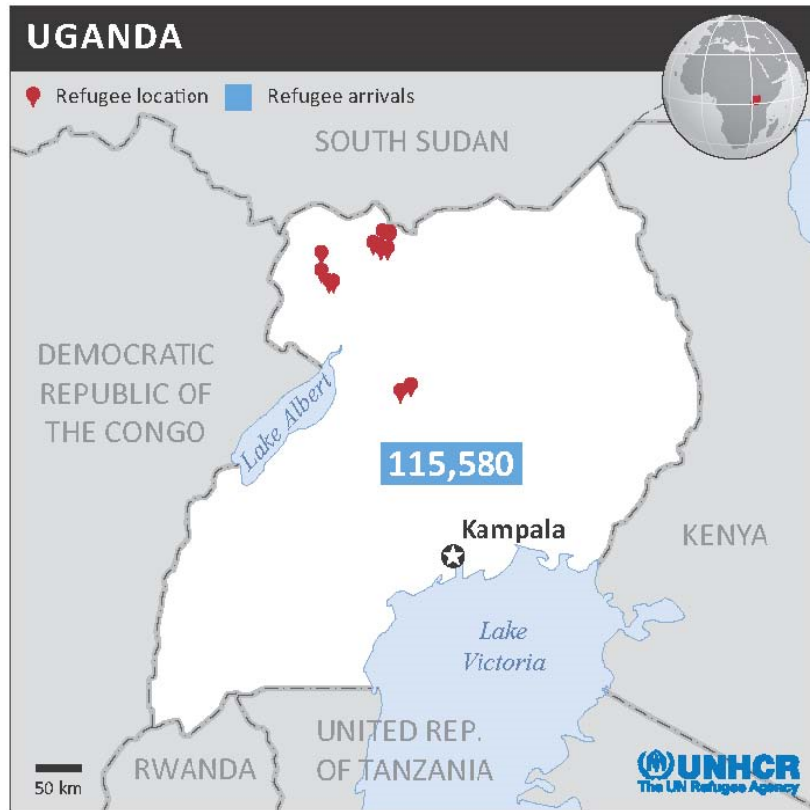 UGANDA
Refugee location
Refugee arrivals
SOUTH SUDAN
DEMOCRATIC
REPUBLIC OF
THE CONGO
Lake Albert
115,580
Kampala
KENYA
Lake
Victoria
UNITED REP.
OF TANZANIA
RWANDA
50 km
UNHCR
The UN Refugee Agency